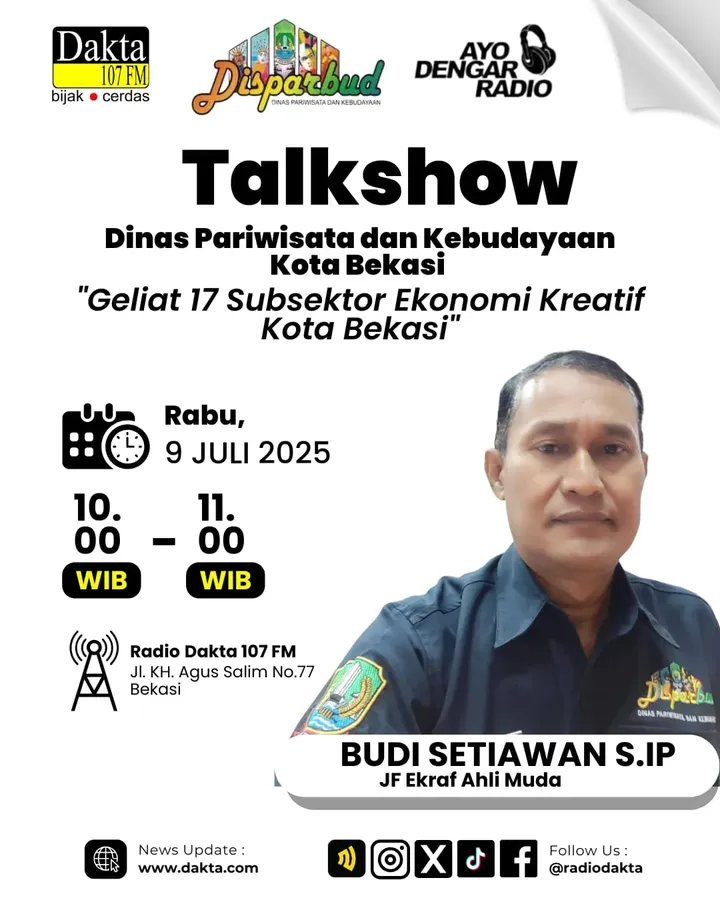 Dakta
107 FM
bijak • cerdas
Disparbud
DINAS PARIWISATA DAN KEBUDAYAAN
AYO
DENGAR
RADIO
Talkshow
Dinas Pariwisata dan Kebudayaan
Kota Bekasi
"Geliat 17 Subsektor Ekonomi Kreatif
Kota Bekasi"
Rabu,
9 JULI 2025
10.
00
–
11.
00
WIB
WIB
Radio Dakta 107 FM
Jl. KH. Agus Salim No.77
Bekasi
Disparbud
DINAS PARIWISATA DAN
BUDI SETIAWAN S.IP
JF Ekraf Ahli Muda
News Update :
www.dakta.com
Follow Us :
@radiodakta